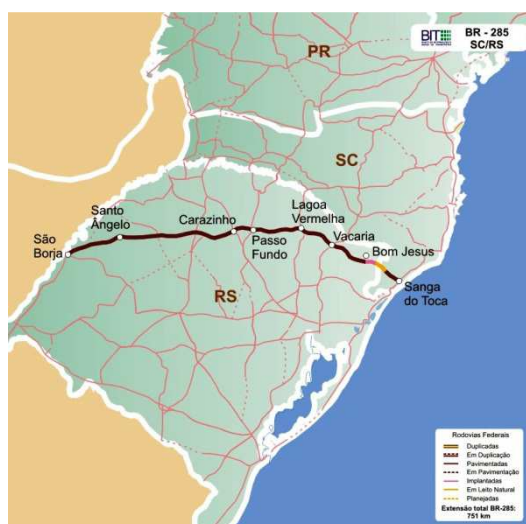 BIT
BR - 285
SC/RS
PR
SC
Lagoa
Vermelha
Santo
Ângelo
Carazinho
Vacaria
São
Borja
Passo
Fundo
Bom Jesus
Sanga
do Toca
RS
Rodovias Federais
Duplicadas
Em Duplicação
Pavimentadas
Em Pavimentação
Implantadas
Em Leito Natural
Planejadas
Extensão total BR-285:
751 km